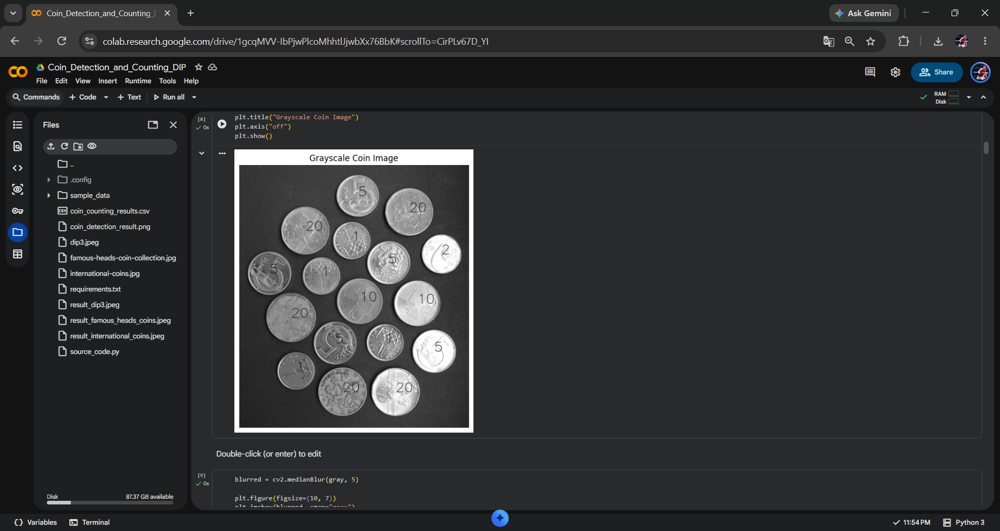 Coin_Detection_and_Counting_
Ask Gemini
colab.research.google.com/drive/1gcqMVV-IbPjwPlcoMhhtlJjwbXx76BbK#scrollTo=CirPLv67D_YI
Coin_Detection_and_Counting_DIP
File Edit View Insert Runtime Tools Help
Share
Commands + Code + Text Run all
RAM
Disk
Files
..
.config
sample_data
coin_counting_results.csv
coin_detection_result.png
dip3.jpeg
famous-heads-coin-collection.jpg
international-coins.jpg
requirements.txt
result_dip3.jpeg
result_famous_heads_coins.jpeg
result_international_coins.jpeg
source_code.py
Disk 87.37 GB available
[8]
0s
plt.title("Grayscale Coin Image")
plt.axis("off")
plt.show()
Grayscale Coin Image
5
20
20
1
2
5
5
1
10
10
20
5
1
5
1
20
20
Double-click (or enter) to edit
[9]
0s
blurred = cv2.medianBlur(gray, 5)
plt.figure(figsize=(10, 7))
plt.imshow(blurred, cmap="gray")
Variables Terminal
11:54 PM Python 3